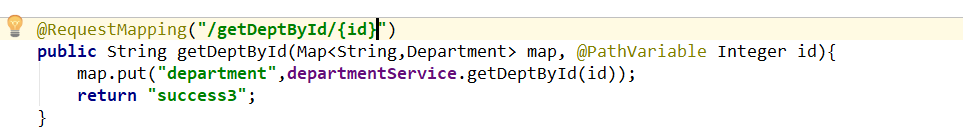 @RequestMapping("/getDeptById/{id}")
public String getDeptById(Map<String,Department> map, @PathVariable Integer id){
    map.put("department",departmentService.getDeptById(id));
    return "success3";
}